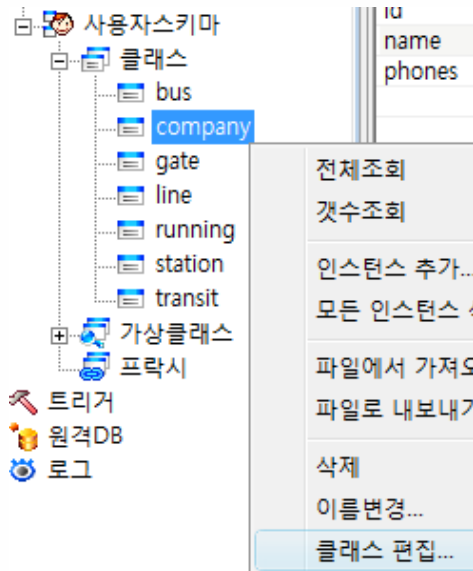 사용자스키마
클래스
bus
company
gate
line
running
station
transit
가상클래스
프락시
트리거
원격DB
로그
id
name
phones
전체조회
갯수조회
인스턴스 추가...
모든 인스턴스
파일에서 가져오
파일로 내보내기
삭제
이름변경...
클래스 편집...